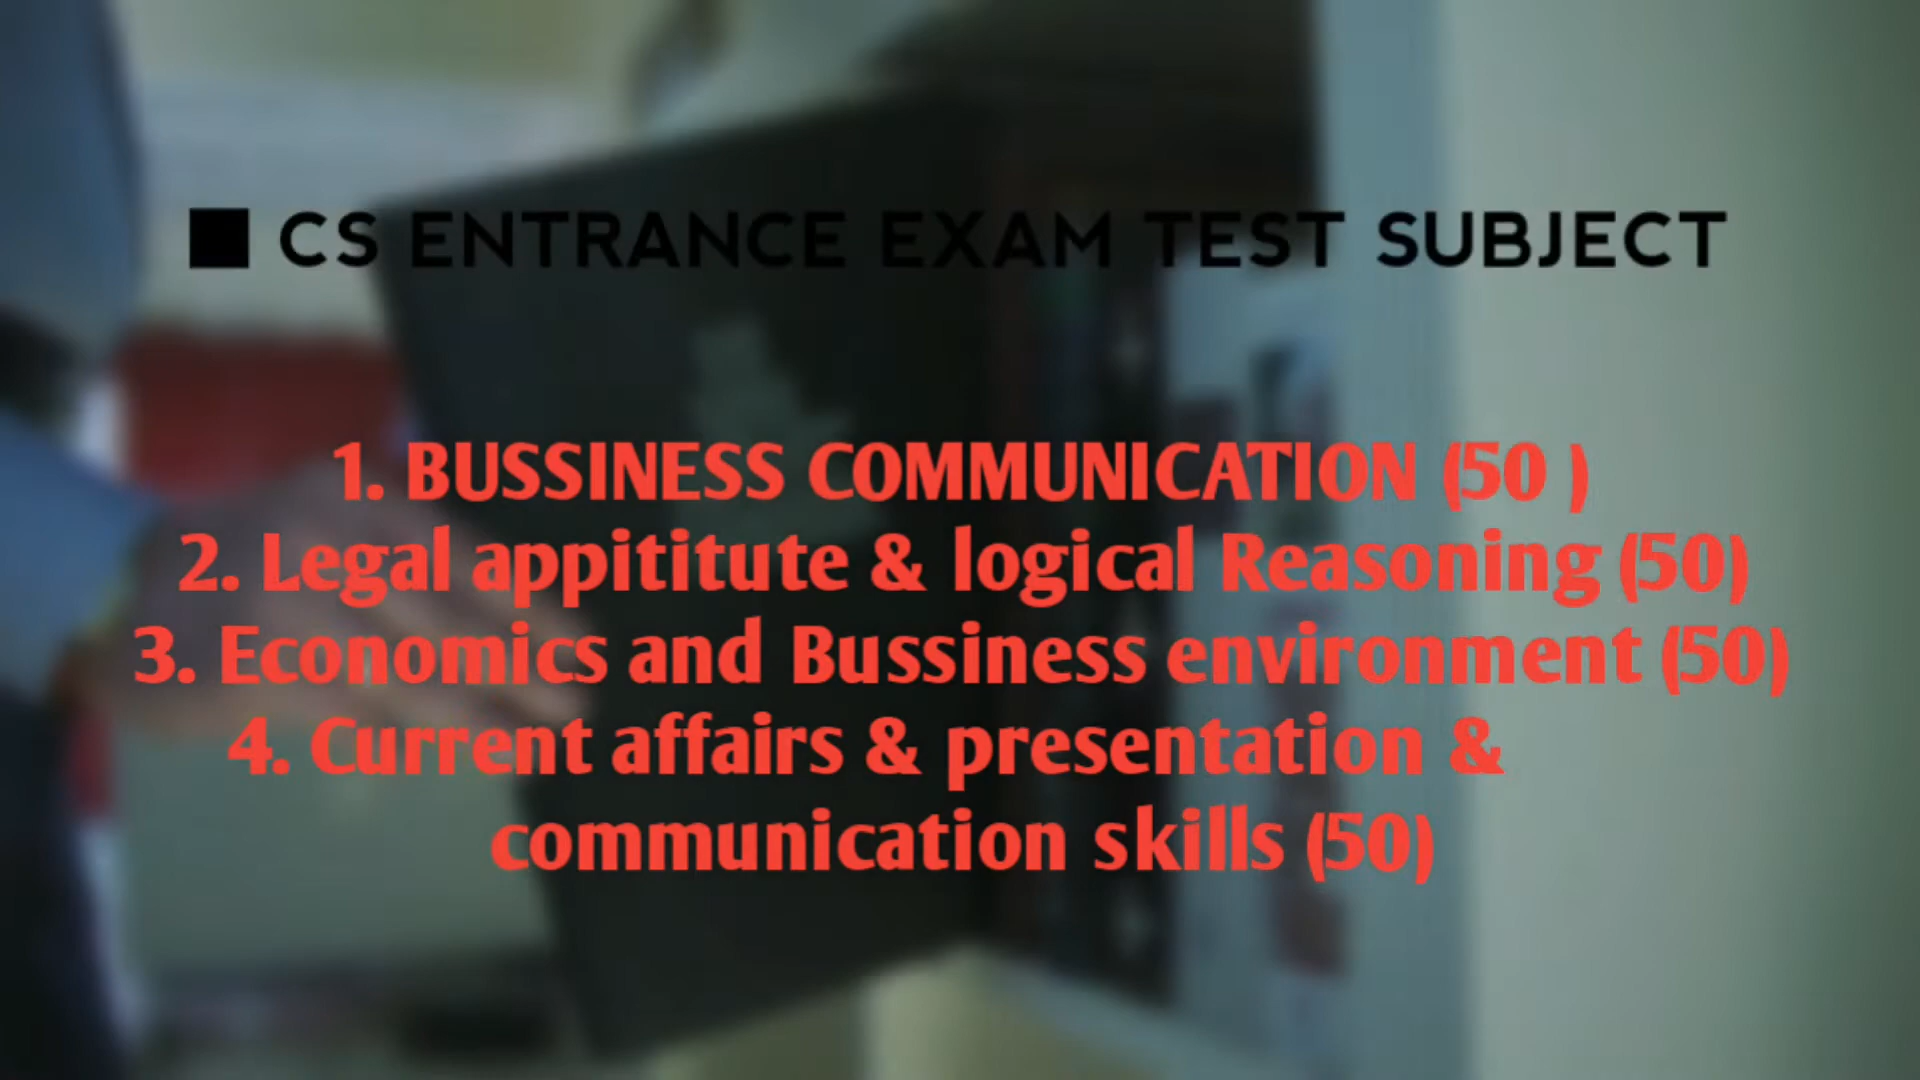 ■ CS ENTRANCE EXAM TEST SUBJECT
1. BUSSINESS COMMUNICATION (50 )
2. Legal appititute & logical Reasoning (50)
3. Economics and Bussiness environment (50)
4. Current affairs & presentation &
communication skills (50)